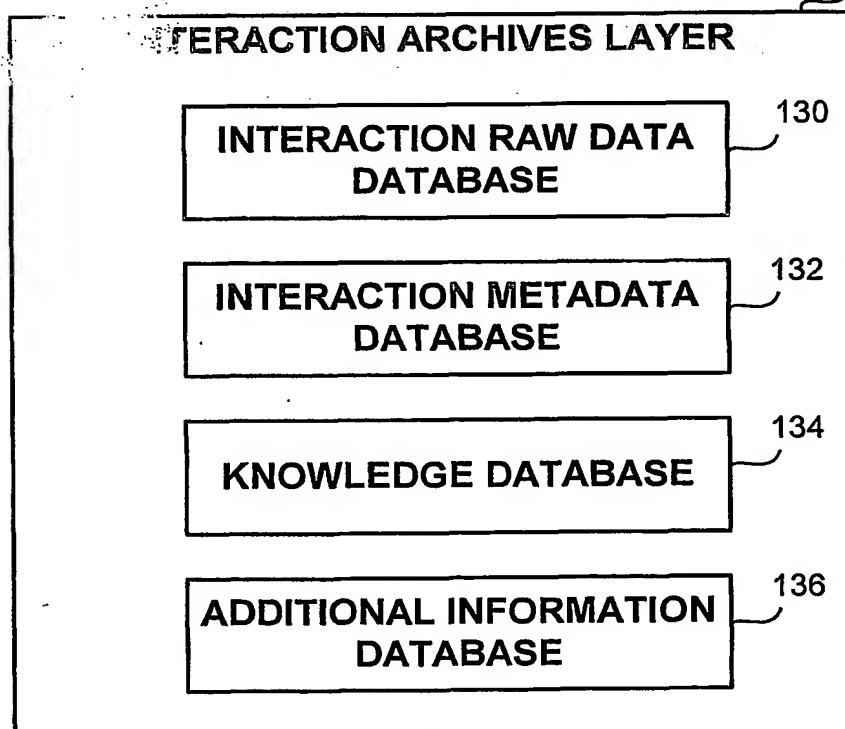 TERACTION ARCHIVES LAYER
130
INTERACTION RAW DATA
DATABASE
132
INTERACTION METADATA
DATABASE
134
KNOWLEDGE DATABASE
136
ADDITIONAL INFORMATION
DATABASE